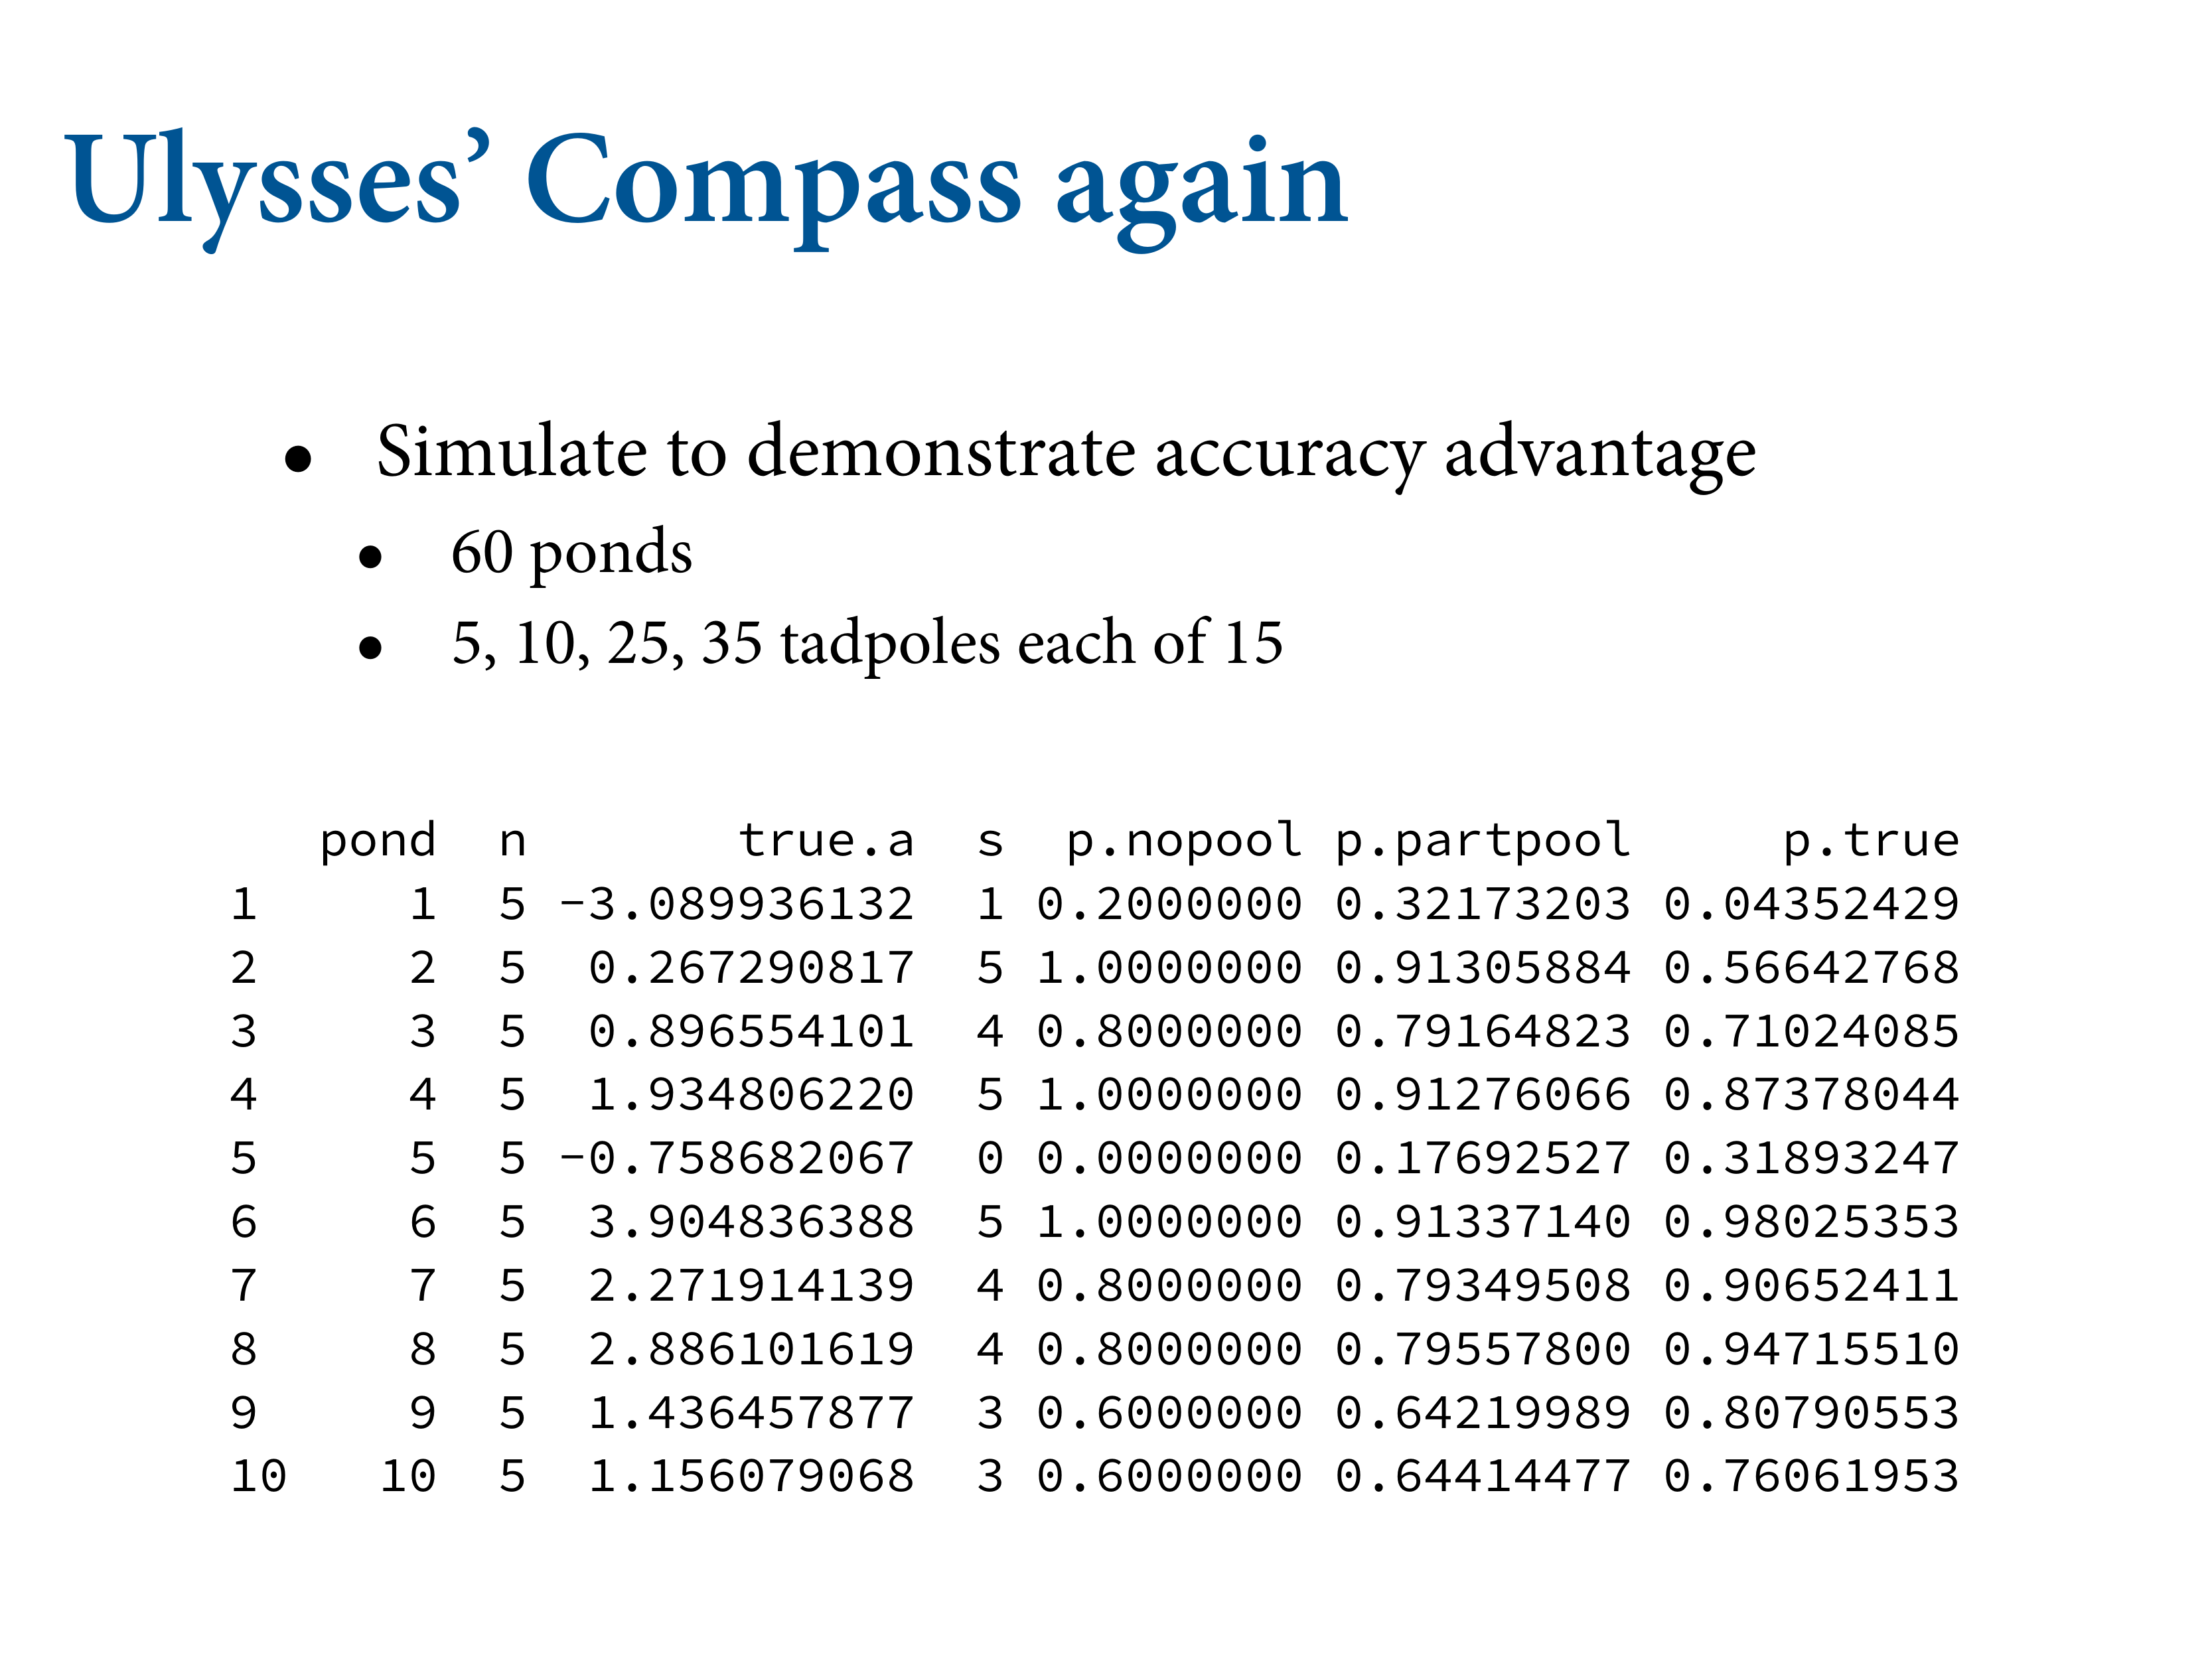 Ulysses’ Compass again
• Simulate to demonstrate accuracy advantage
• 60 ponds
• 5, 10, 25, 35 tadpoles each of 15
pond n true.a s p.nopool p.partpool p.true
1 1 5 −3.089936132 1 0.2000000 0.32173203 0.04352429
2 2 5 0.267290817 5 1.0000000 0.91305884 0.56642768
3 3 5 0.896554101 4 0.8000000 0.79164823 0.71024085
4 4 5 1.934806220 5 1.0000000 0.91276066 0.87378044
5 5 5 −0.758682067 0 0.0000000 0.17692527 0.31893247
6 6 5 3.904836388 5 1.0000000 0.91337140 0.98025353
7 7 5 2.271914139 4 0.8000000 0.79349508 0.90652411
8 8 5 2.886101619 4 0.8000000 0.79557800 0.94715510
9 9 5 1.436457877 3 0.6000000 0.64219989 0.80790553
10 10 5 1.156079068 3 0.6000000 0.64414477 0.76061953